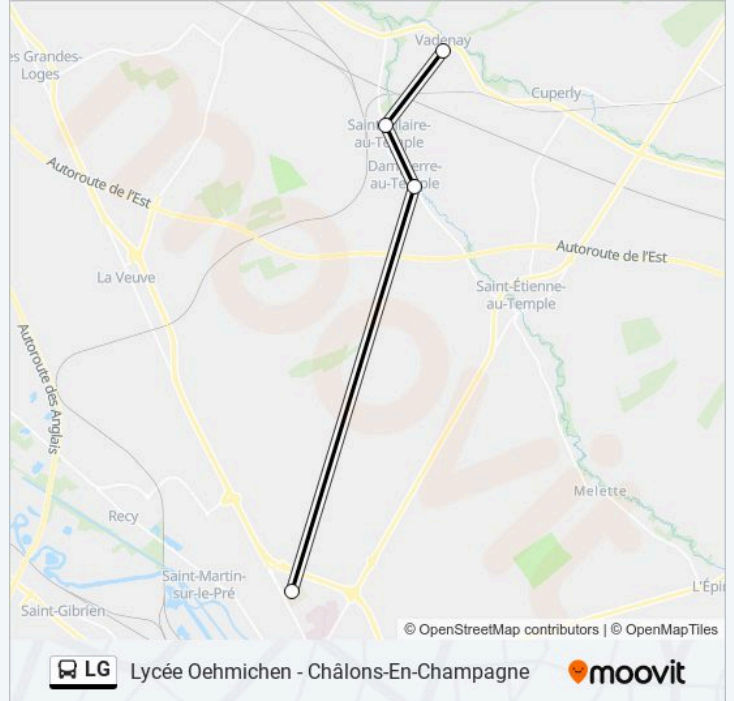 Vadenay
es Grandes-
Loges
Cuperly
Saint-Hilaire-
au-Temple
Dampierre-
au-Temple
Autoroute de l'Est
Autoroute de l'Est
La Veuve
Saint-Étienne-
au-Temple
Autoroute des Anglais
moovit
Melette
Recy
Saint-Martin-
sur-le-Pré
L'Épi
Saint-Gibrien
© OpenStreetMap contributors | © OpenMapTiles
LG Lycée Oehmichen - Châlons-En-Champagne moovit